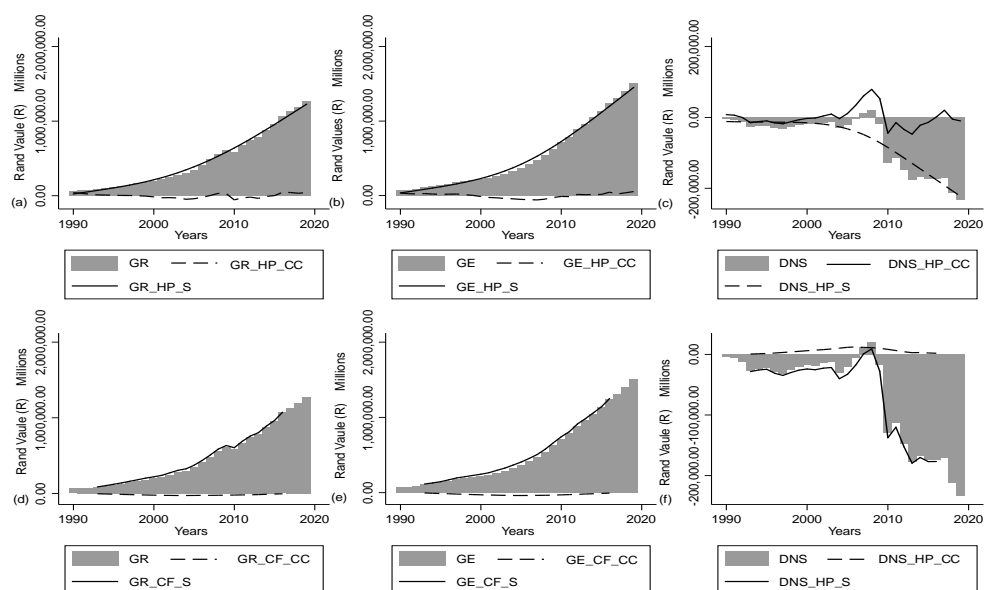 2,000,000.00
1,000,000.00
0.00
Rand Vaule (R) Millions
(a)
1990 2000 2010 2020
Years
GR GR_HP_CC
GR_HP_S
2,000,000.00
1,000,000.00
0.00
Rand Values (R) Millions
(b)
1990 2000 2010 2020
Years
GE GE_HP_CC
GE_HP_S
200,000.00
0.00
-200,000.00
Rand Vaule (R) Millions
(c)
1990 2000 2010 2020
Years
DNS DNS_HP_CC
DNS_HP_S
2,000,000.00
1,000,000.00
0.00
Rand Vaule (R) Millions
(d)
1990 2000 2010 2020
Years
GR GR_CF_CC
GR_CF_S
2,000,000.00
1,000,000.00
0.00
Rand Vaule (R) Millions
(e)
1990 2000 2010 2020
Years
GE GE_CF_CC
GE_CF_S
0.00
-100,000.00
-200,000.00
Rand Vaule (R) Millions
(f)
1990 2000 2010 2020
Years
DNS DNS_HP_CC
DNS_HP_S